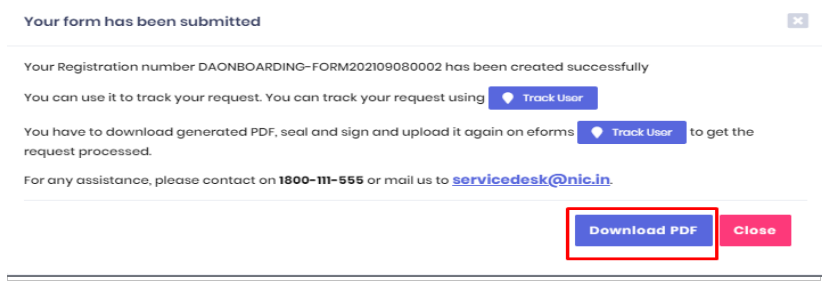 Your form has been submitted
Your Registration number DAONBOARDING-FORM202109080002 has been created successfully
You can use it to track your request. You can track your request using Track User
You have to download generated PDF, seal and sign and upload it again on eforms Track User to get the
request processed.
For any assistance, please contact on 1800-111-555 or mail us to servicedesk@nic.in.
Download PDF Close